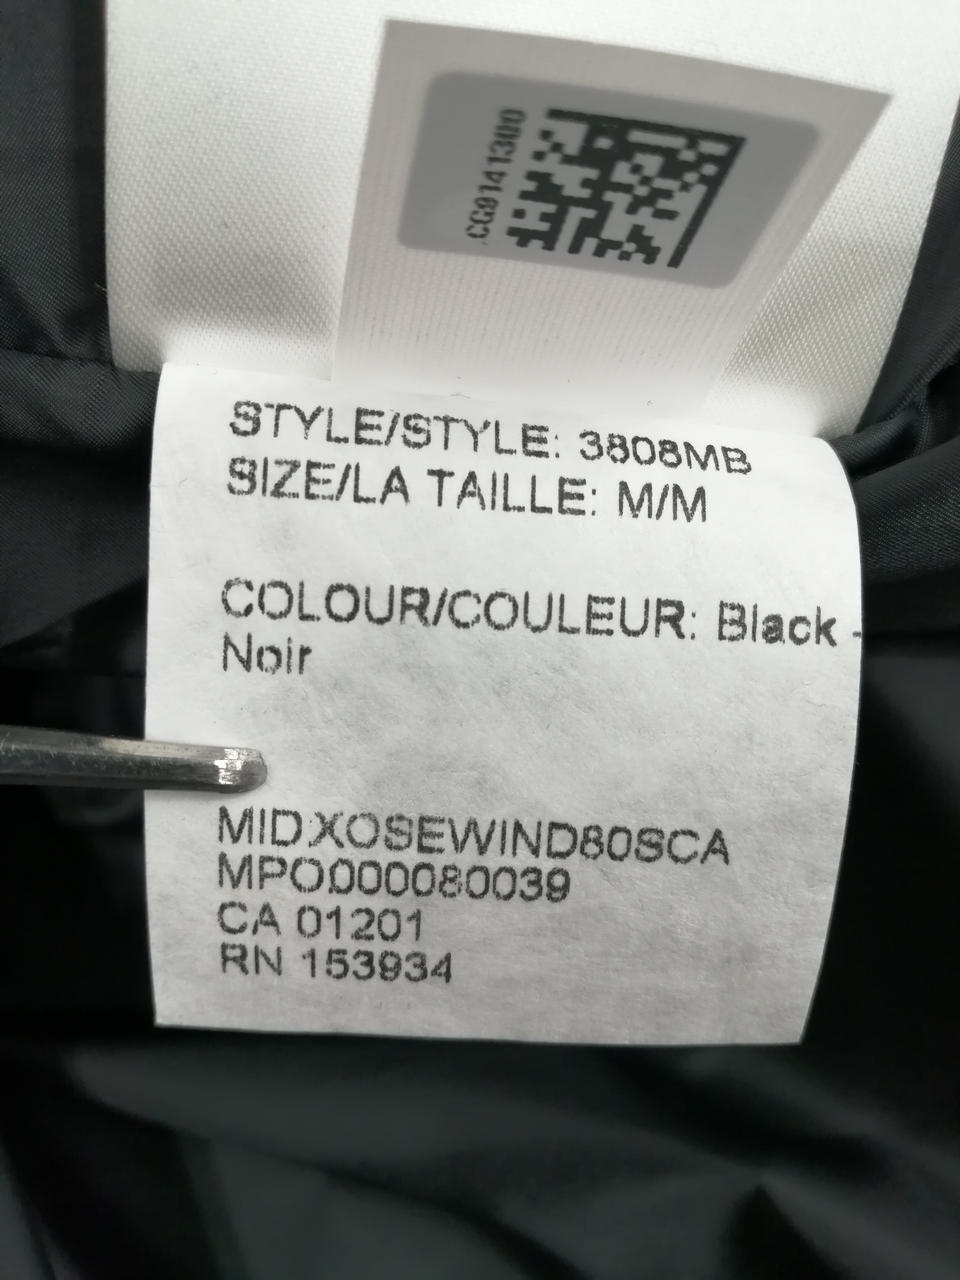 CG9141300
STYLE/STYLE: 3808MB
SIZE/LA TAILLE: M/M
COLOUR/COULEUR: Black -
Noir
MIDXOSEWIND80SCA
MPO000080039
CA 01201
RN 153934